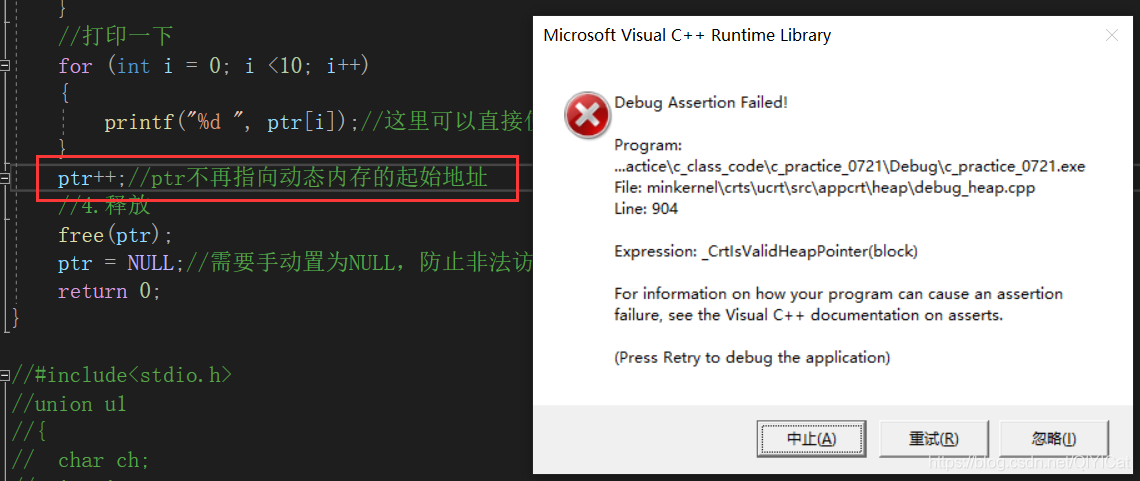 }
//打印一下
for (int i = 0; i <10; i++)
{
printf("%d ", ptr[i]);//这里可以直接
}
ptr++;//ptr不再指向动态内存的起始地址
//4.释放
free(ptr);
ptr = NULL;//需要手动置为NULL，防止非法访
return 0;
}
//#include<stdio.h>
//union u1
//{
// char ch;
Microsoft Visual C++ Runtime Library
Debug Assertion Failed!
Program:
...actice\c_class_code\c_practice_0721\Debug\c_practice_0721.exe
File: minkernel\crts\ucrt\src\appcrt\heap\debug_heap.cpp
Line: 904
Expression: _CrtIsValidHeapPointer(block)
For information on how your program can cause an assertion
failure, see the Visual C++ documentation on asserts.
(Press Retry to debug the application)
中止(A)
重试(R)
忽略(I)
https://blog.csdn.net/QIYICat